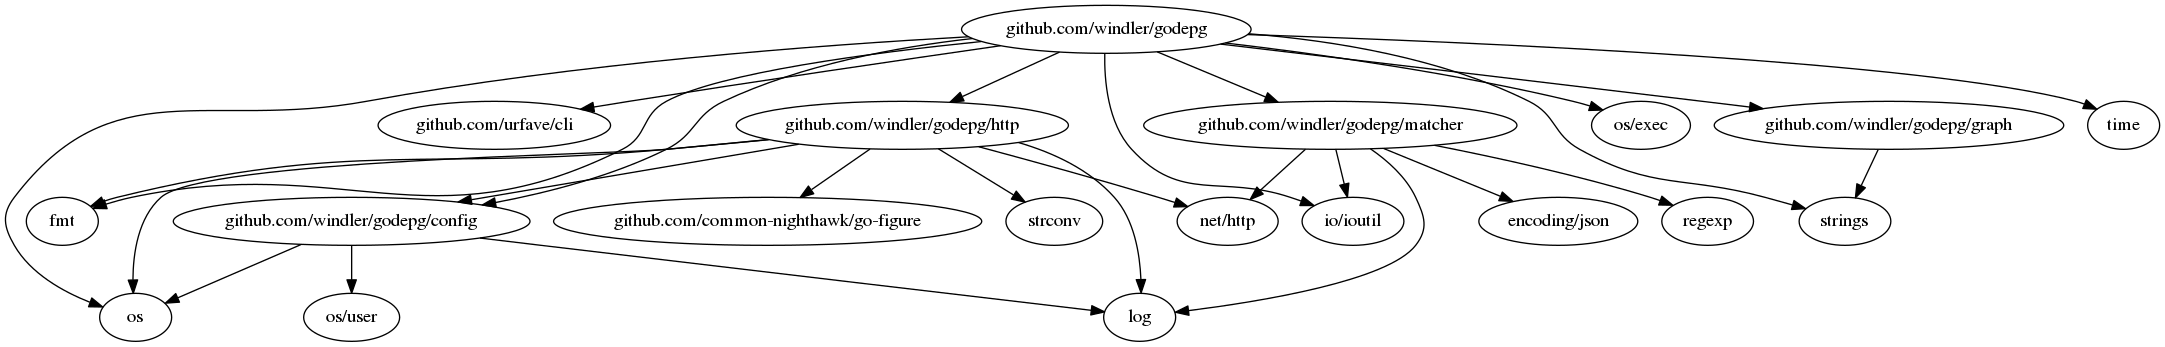 github.com/windler/godepg
github.com/urfave/cli
github.com/windler/godepg/http
github.com/windler/godepg/matcher
os/exec
github.com/windler/godepg/graph
time
fmt
github.com/windler/godepg/config
github.com/common-nighthawk/go-figure
strconv
net/http
io/ioutil
encoding/json
regexp
strings
os
os/user
log